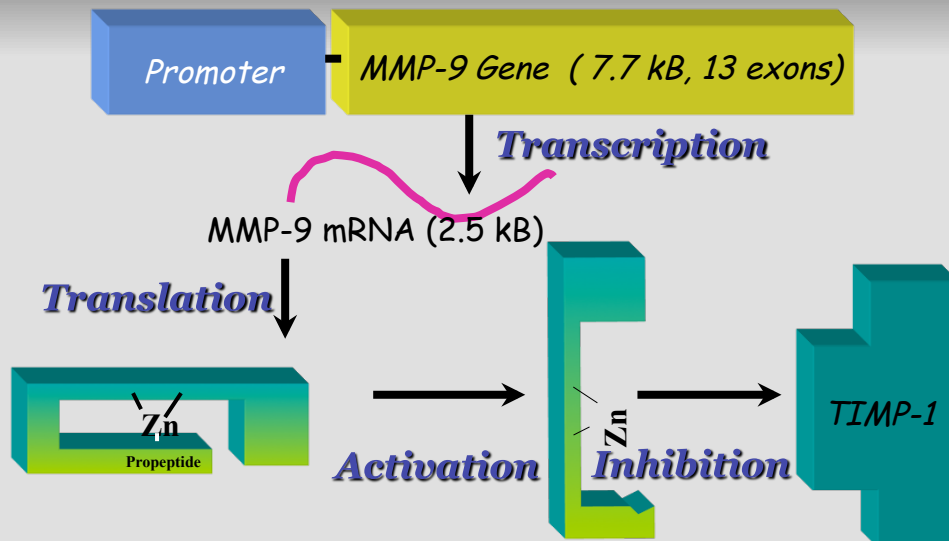 Promoter
MMP-9 Gene ( 7.7 kB, 13 exons)
Transcription
MMP-9 mRNA (2.5 kB)
Translation
Zn
Propeptide
Activation
Zn
Inhibition
TIMP-1